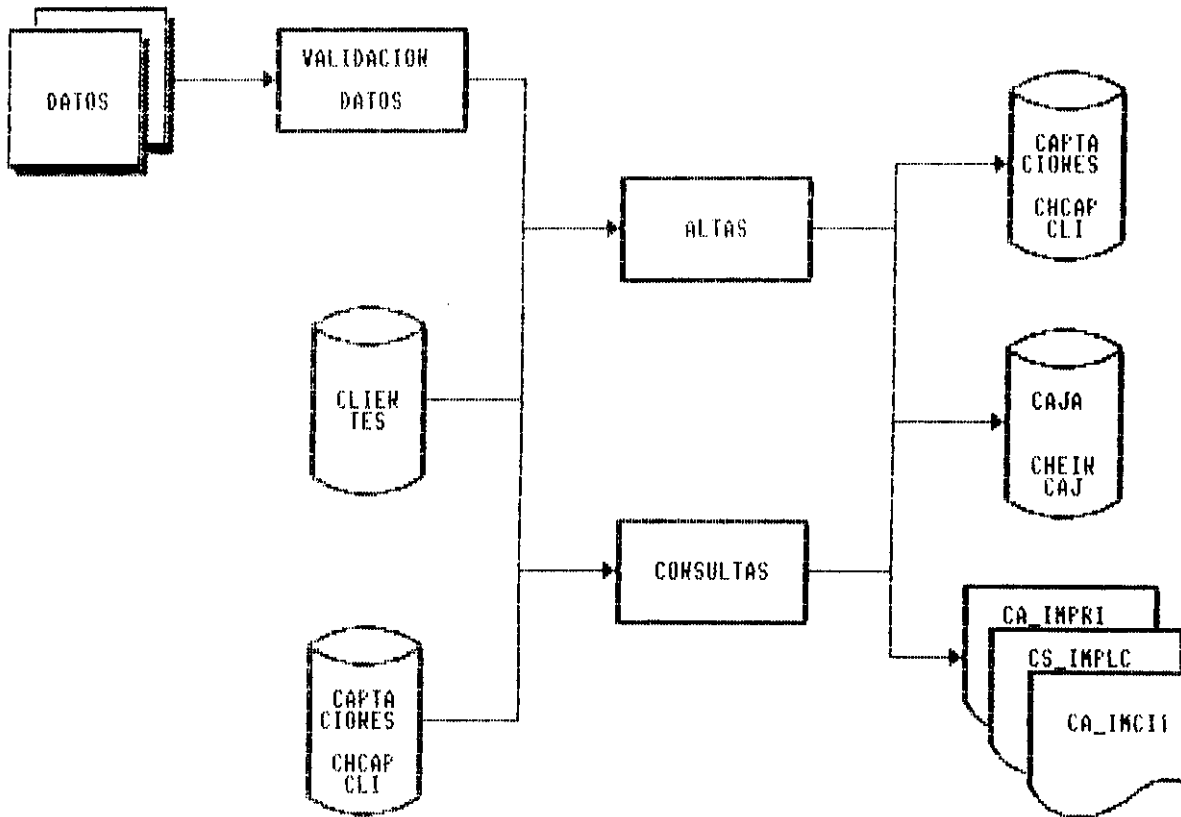 DATOS
VALIDACION
DATOS
CAPTA
CIONES
CHCAP
CLI
ALTAS
CLIEN
TES
CAJA
CHEIN
CAJ
CONSULTAS
CA_IMPRI
CS_IMPLC
CA_IMCI1
CAPTA
CIONES
CHCAP
CLI